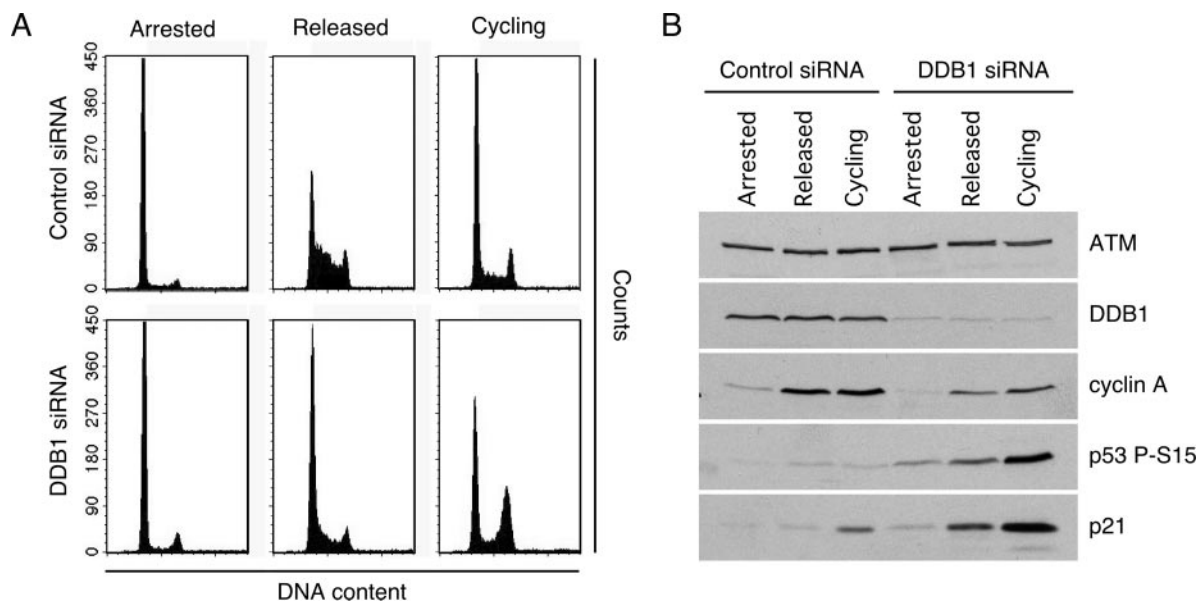 A
Arrested Released Cycling
Control siRNA
450
360
270
180
90
0
DDB1 siRNA
450
360
270
180
90
0
Counts
DNA content
B
Control siRNA DDB1 siRNA
Arrested Released Cycling Arrested Released Cycling
ATM
DDB1
cyclin A
p53 P-S15
p21